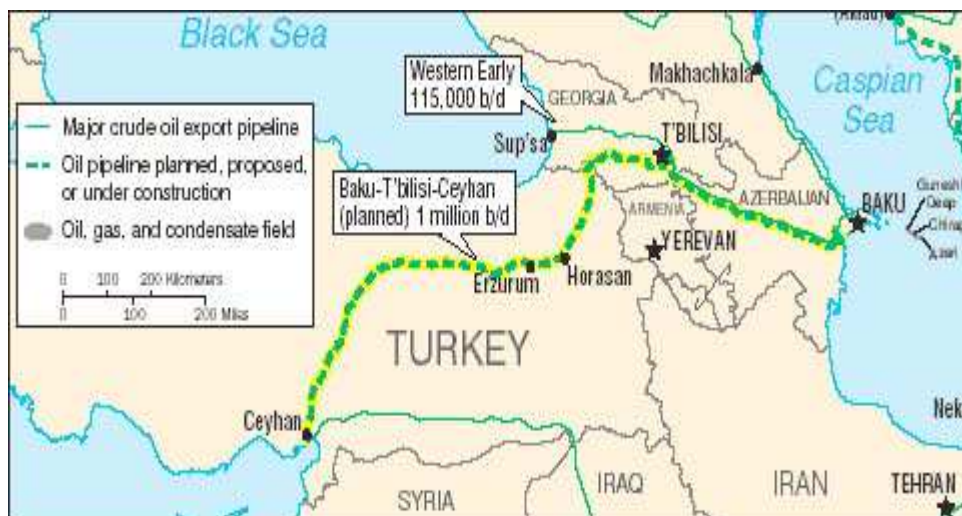 Black Sea
(Aktau)
Western Early
115,000 b/d
Makhachkala
Caspian
Sea
GEORGIA
Major crude oil export pipeline
Sup'sa
T'BILISI
Oil pipeline planned, proposed,
or under construction
Baku-T'bilisi-Ceyhan
(planned) 1 million b/d
AZERBAIJAN
ARMENIA
BAKU
Guneshli
Deep
Chirag
Azeri
Oil, gas, and condensate field
YEREVAN
0 100 200 Kilometers
0 100 200 Miles
Erzurum
Horasan
TURKEY
Ceyhan
Nek
SYRIA
IRAQ
IRAN
TEHRAN